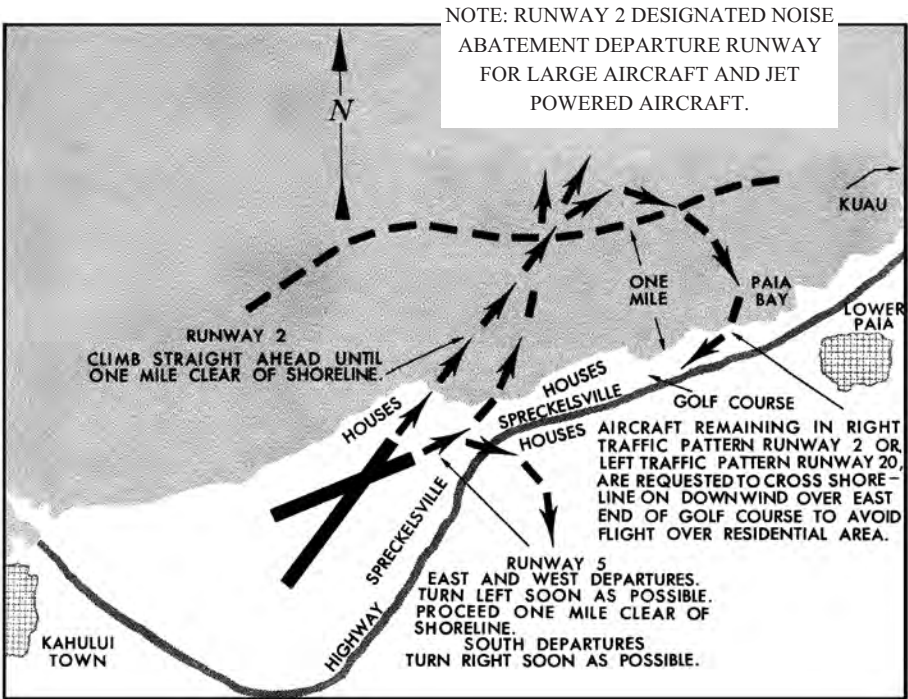 NOTE: RUNWAY 2 DESIGNATED NOISE
ABATEMENT DEPARTURE RUNWAY
FOR LARGE AIRCRAFT AND JET
POWERED AIRCRAFT.
N
KUAU
ONE
MILE
PAIA
BAY
LOWER
PAIA
RUNWAY 2
CLIMB STRAIGHT AHEAD UNTIL
ONE MILE CLEAR OF SHORELINE.
HOUSES
HOUSES
SPRECKELSVILLE
HOUSES
GOLF COURSE
AIRCRAFT REMAINING IN RIGHT
TRAFFIC PATTERN RUNWAY 2 OR
LEFT TRAFFIC PATTERN RUNWAY 20,
ARE REQUESTED TO CROSS SHORE-
LINE ON DOWNWIND OVER EAST
END OF GOLF COURSE TO AVOID
FLIGHT OVER RESIDENTIAL AREA.
SPRECKELSVILLE
RUNWAY 5
EAST AND WEST DEPARTURES.
TURN LEFT SOON AS POSSIBLE.
PROCEED ONE MILE CLEAR OF
SHORELINE.
SOUTH DEPARTURES
TURN RIGHT SOON AS POSSIBLE.
HIGHWAY
KAHULUI
TOWN